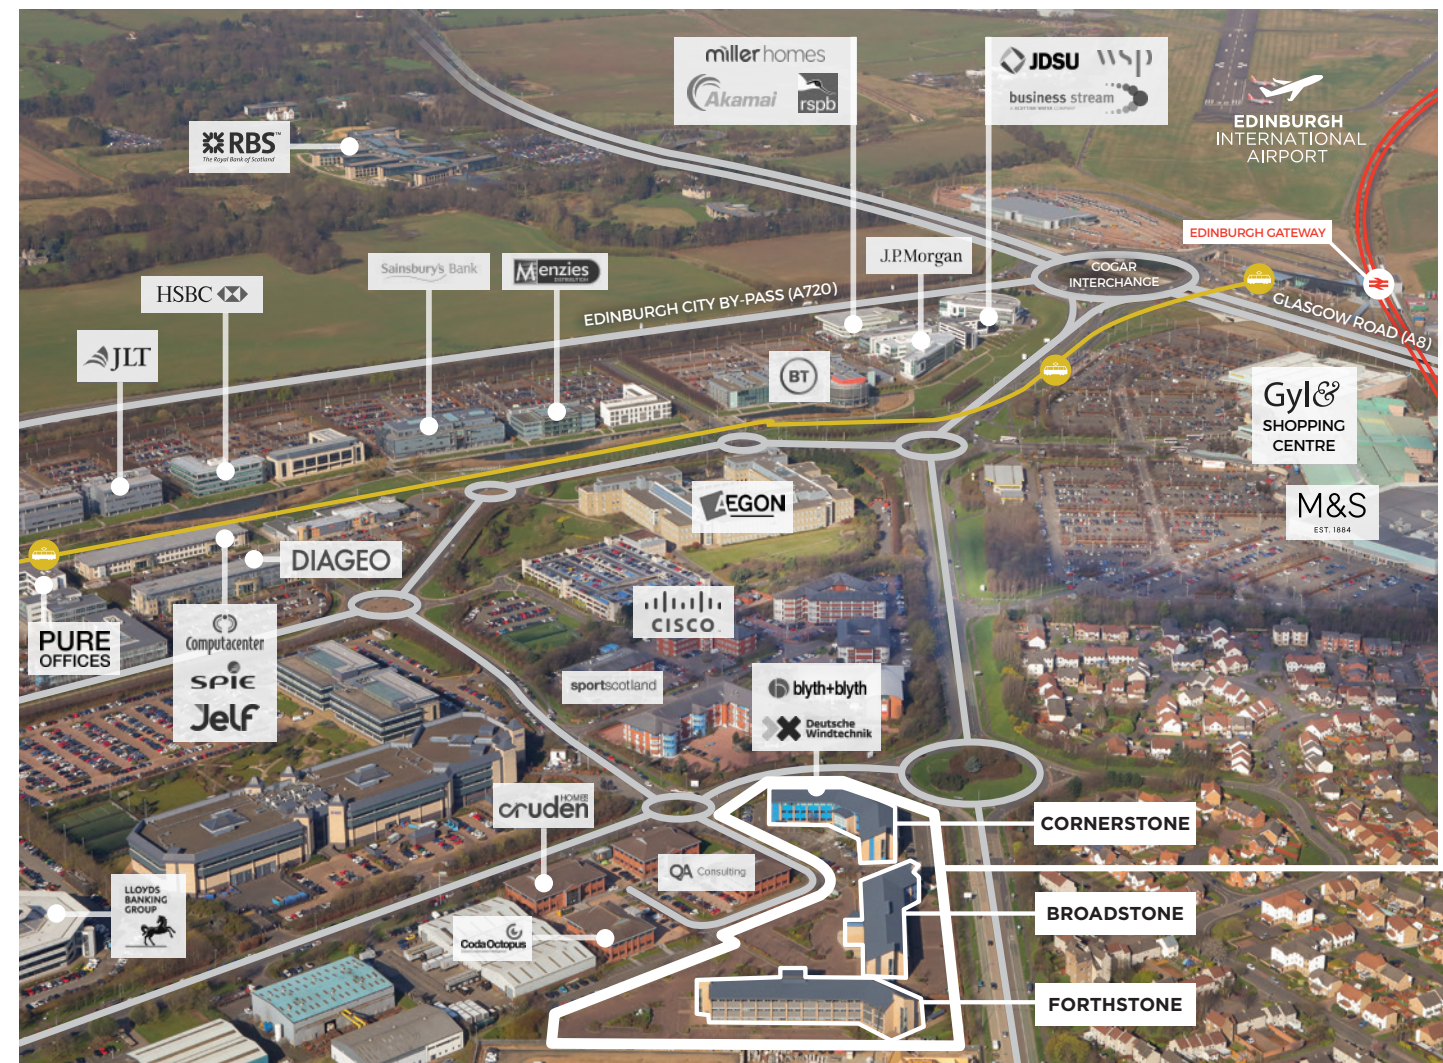 miller homes
Akamai
rspb
JDSU
wsp
business stream
EDINBURGH
INTERNATIONAL
AIRPORT
RBS™
The Royal Bank of Scotland
EDINBURGH GATEWAY
J.P.Morgan
GOGAR
INTERCHANGE
Sainsbury's Bank
Menzies
DISTRIBUTION
HSBC
EDINBURGH CITY BY-PASS (A720)
GLASGOW ROAD (A8)
JLT
BT
Gyle
SHOPPING
CENTRE
AEGON
M&S
EST. 1884
DIAGEO
CISCO
PURE
OFFICES
Computacenter
SPIE
Jelf
sportscotland
blyth+blyth
Deutsche
Windtechnik
cruden
HOMES
CORNERSTONE
QA Consulting
LLOYDS
BANKING
GROUP
BROADSTONE
CodaOctopus
FORTHSTONE